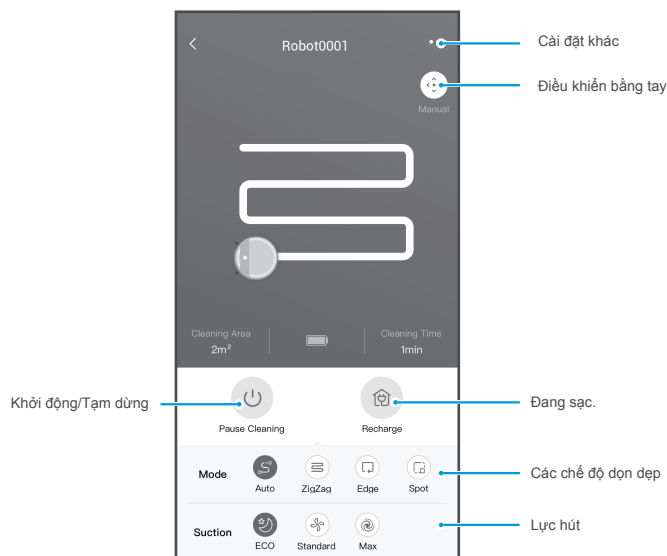 Robot0001
Cài đặt khác
Điều khiển bằng tay
Manual
Cleaning Area
2m²
Cleaning Time
1min
Khởi động/Tạm dừng
Đang sạc.
Pause Cleaning
Recharge
Mode
Auto
ZigZag
Edge
Spot
Các chế độ dọn dẹp
Suction
ECO
Standard
Max
Lực hút